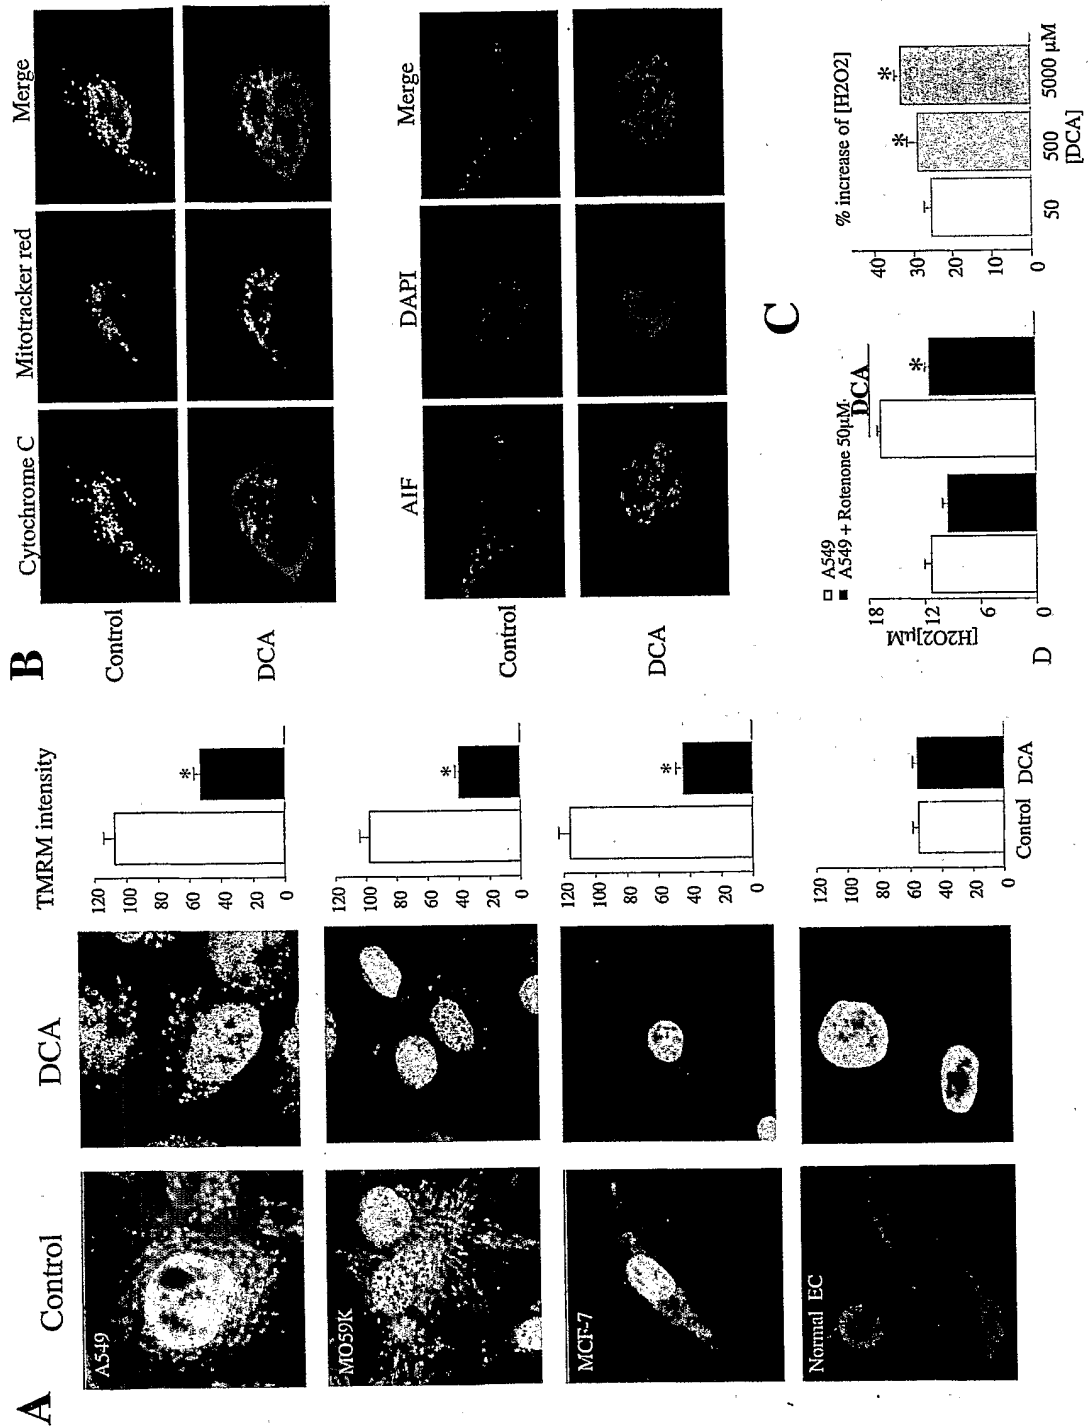 A
Control
DCA
TMRM intensity
A549
120
100
80
60
40
20
0
*
MO59K
120
100
80
60
40
20
0
*
MCF-7
120
100
80
60
40
20
0
*
Normal EC
120
100
80
60
40
20
0
Control DCA
B
Cytochrome C
Mitotracker red
Merge
Control
DCA
AIF
DAPI
Merge
Control
DCA
C
% increase of [H2O2]
40
30
20
10
0
*
*
50
500
5000 µM
[DCA]
D
A549
A549 + Rotenone 50µM
DCA
[H2O2]µM
18
12
6
0
*